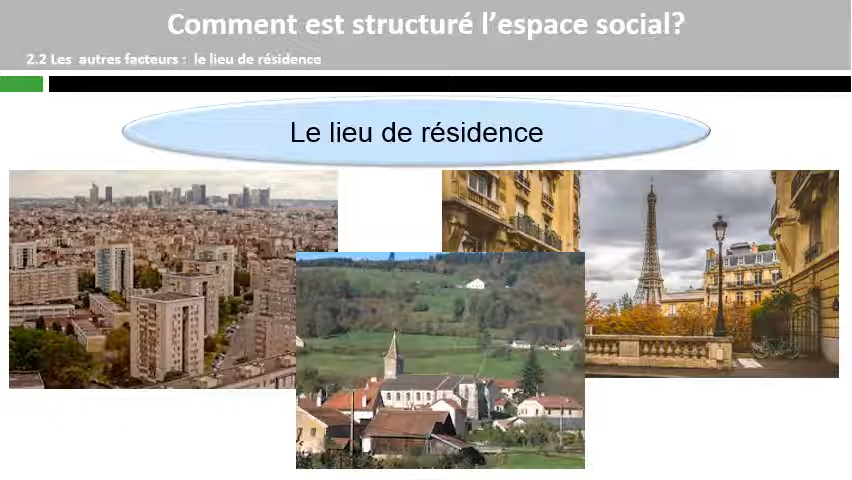 Comment est structuré l’espace social?
2.2 Les autres facteurs : le lieu de résidence
Le lieu de résidence